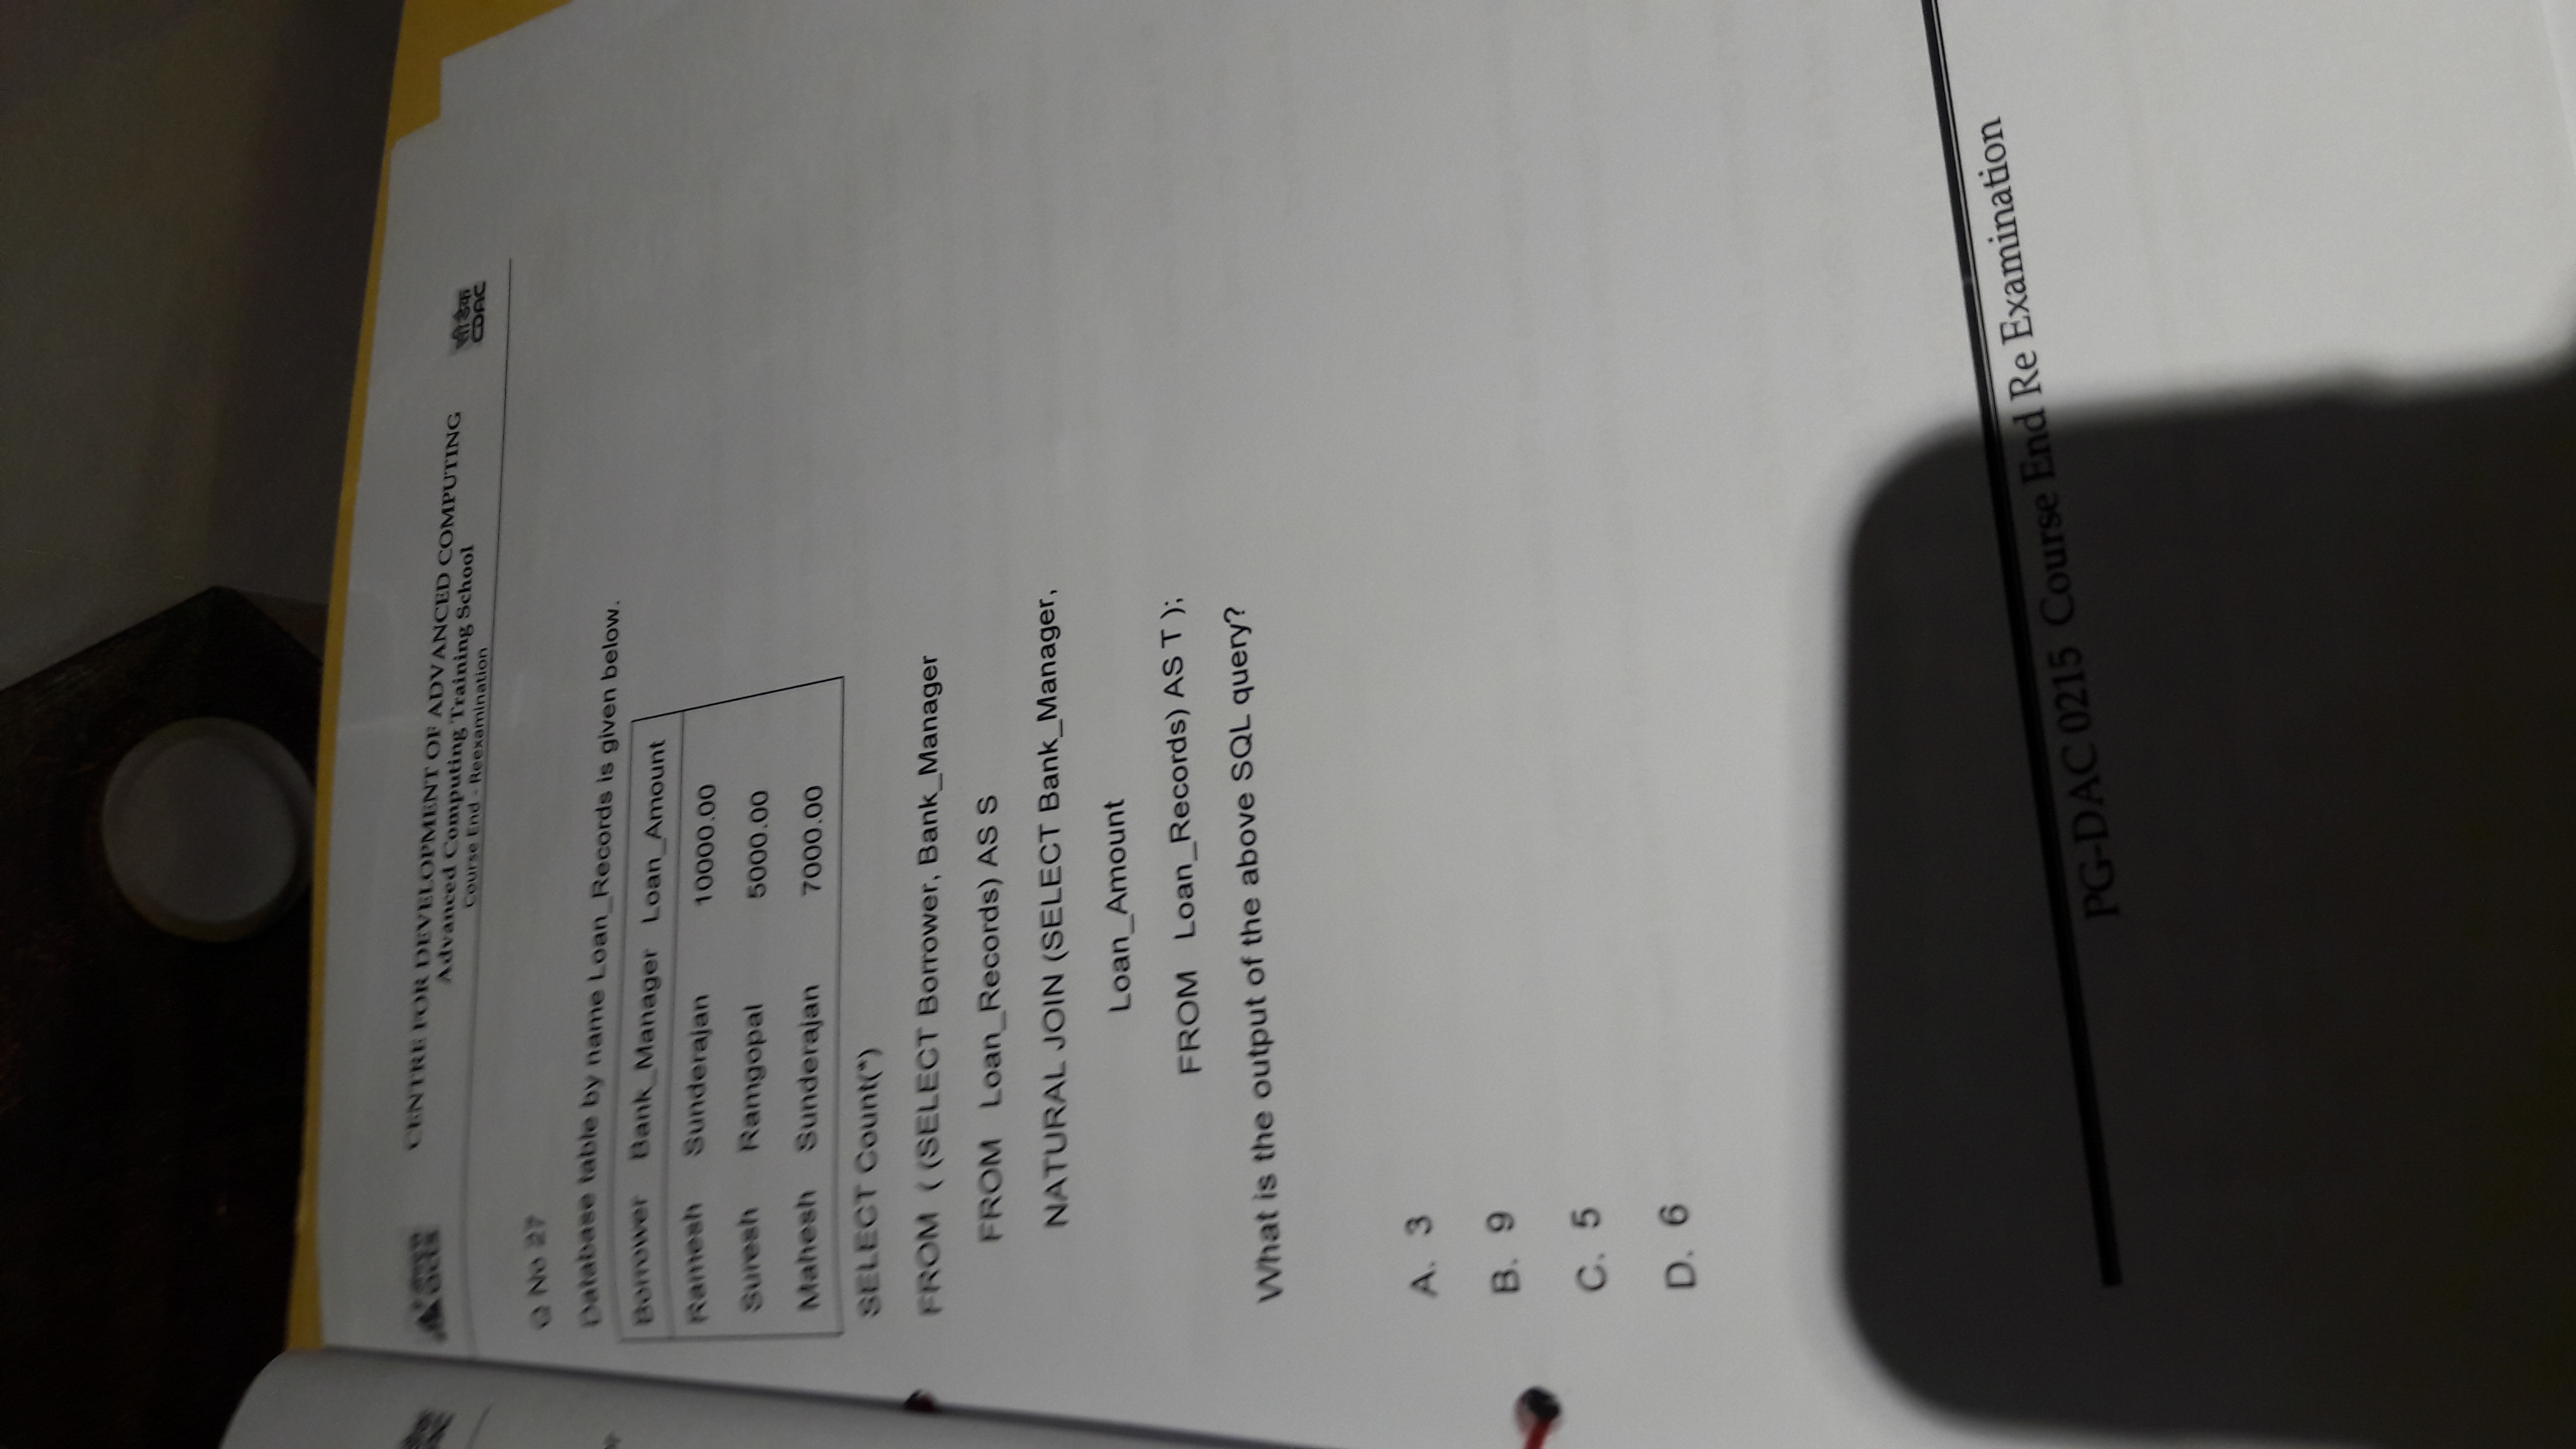 acts
CENTRE FOR DEVELOPMENT OF ADVANCED COMPUTING
Advanced Computing Training School
Course End - Reexamination
सी डैक
CDAC
Q No 27
Database table by name Loan_Records is given below.
Borrower Bank_Manager Loan_Amount
Ramesh Sunderajan 10000.00
Suresh Ramgopal 5000.00
Mahesh Sunderajan 7000.00
SELECT Count(*)
FROM ( (SELECT Borrower, Bank_Manager
FROM Loan_Records) AS S
NATURAL JOIN (SELECT Bank_Manager,
Loan_Amount
FROM Loan_Records) AS T );
What is the output of the above SQL query?
A. 3
B. 9
C. 5
D. 6
PG-DAC 0215 Course End Re Examination